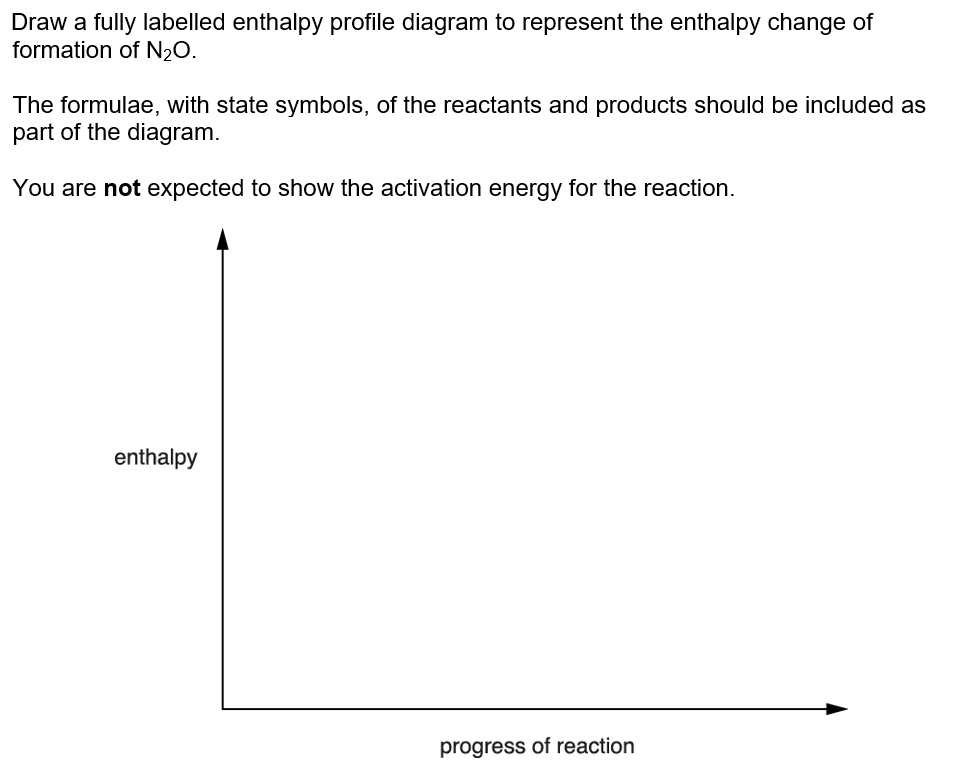 Draw a fully labelled enthalpy profile diagram to represent the enthalpy change of
formation of N₂O.
The formulae, with state symbols, of the reactants and products should be included as
part of the diagram.
You are not expected to show the activation energy for the reaction.
enthalpy
progress of reaction